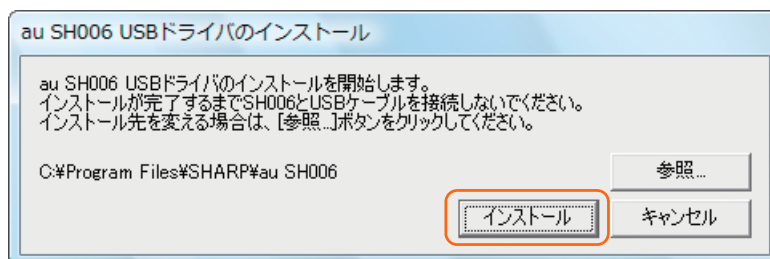 au SH006 USBドライバのインストール
au SH006 USBドライバのインストールを開始します。
インストールが完了するまでSH006とUSBケーブルを接続しないでください。
インストール先を変える場合は、[参照...]ボタンをクリックしてください。
C:¥Program Files¥SHARP¥au SH006
参照...
インストール
キャンセル